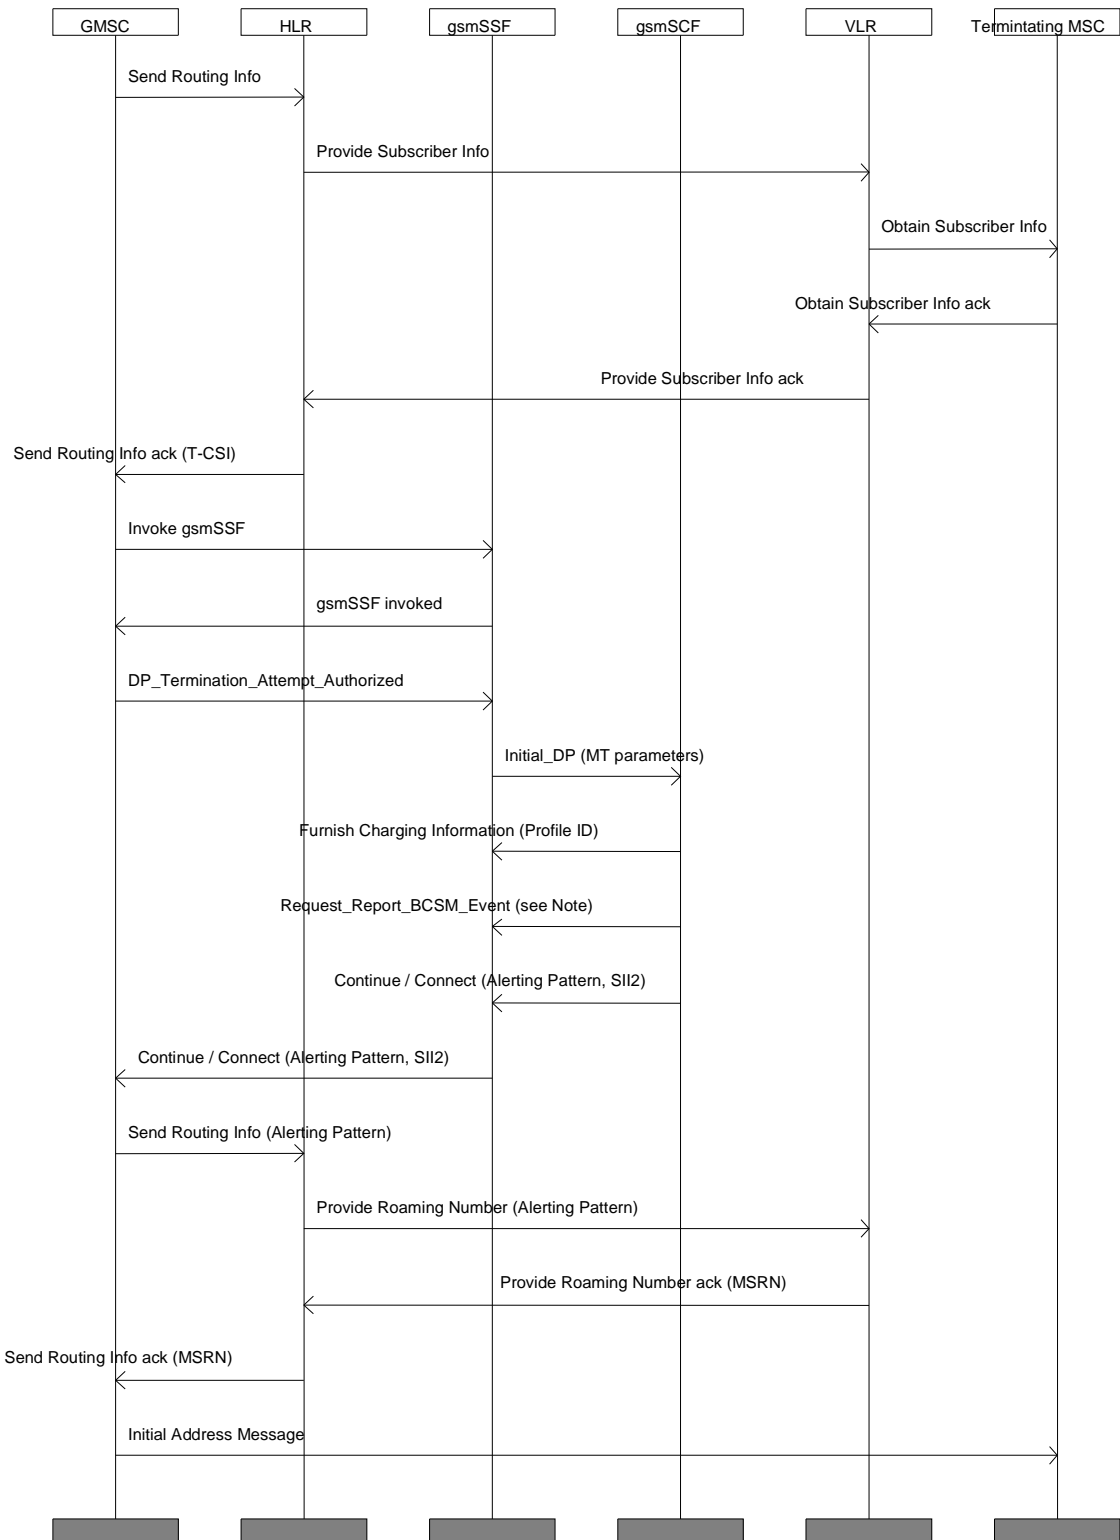 GMSC HLR gsmSSF gsmSCF VLR Termintating MSC
Send Routing Info
Provide Subscriber Info
Obtain Subscriber Info
Obtain Subscriber Info ack
Provide Subscriber Info ack
Send Routing Info ack (T-CSI)
Invoke gsmSSF
gsmSSF invoked
DP_Termination_Attempt_Authorized
Initial_DP (MT parameters)
Furnish Charging Information (Profile ID)
Request_Report_BCSM_Event (see Note)
Continue / Connect (Alerting Pattern, SII2)
Continue / Connect (Alerting Pattern, SII2)
Send Routing Info (Alerting Pattern)
Provide Roaming Number (Alerting Pattern)
Provide Roaming Number ack (MSRN)
Send Routing Info ack (MSRN)
Initial Address Message